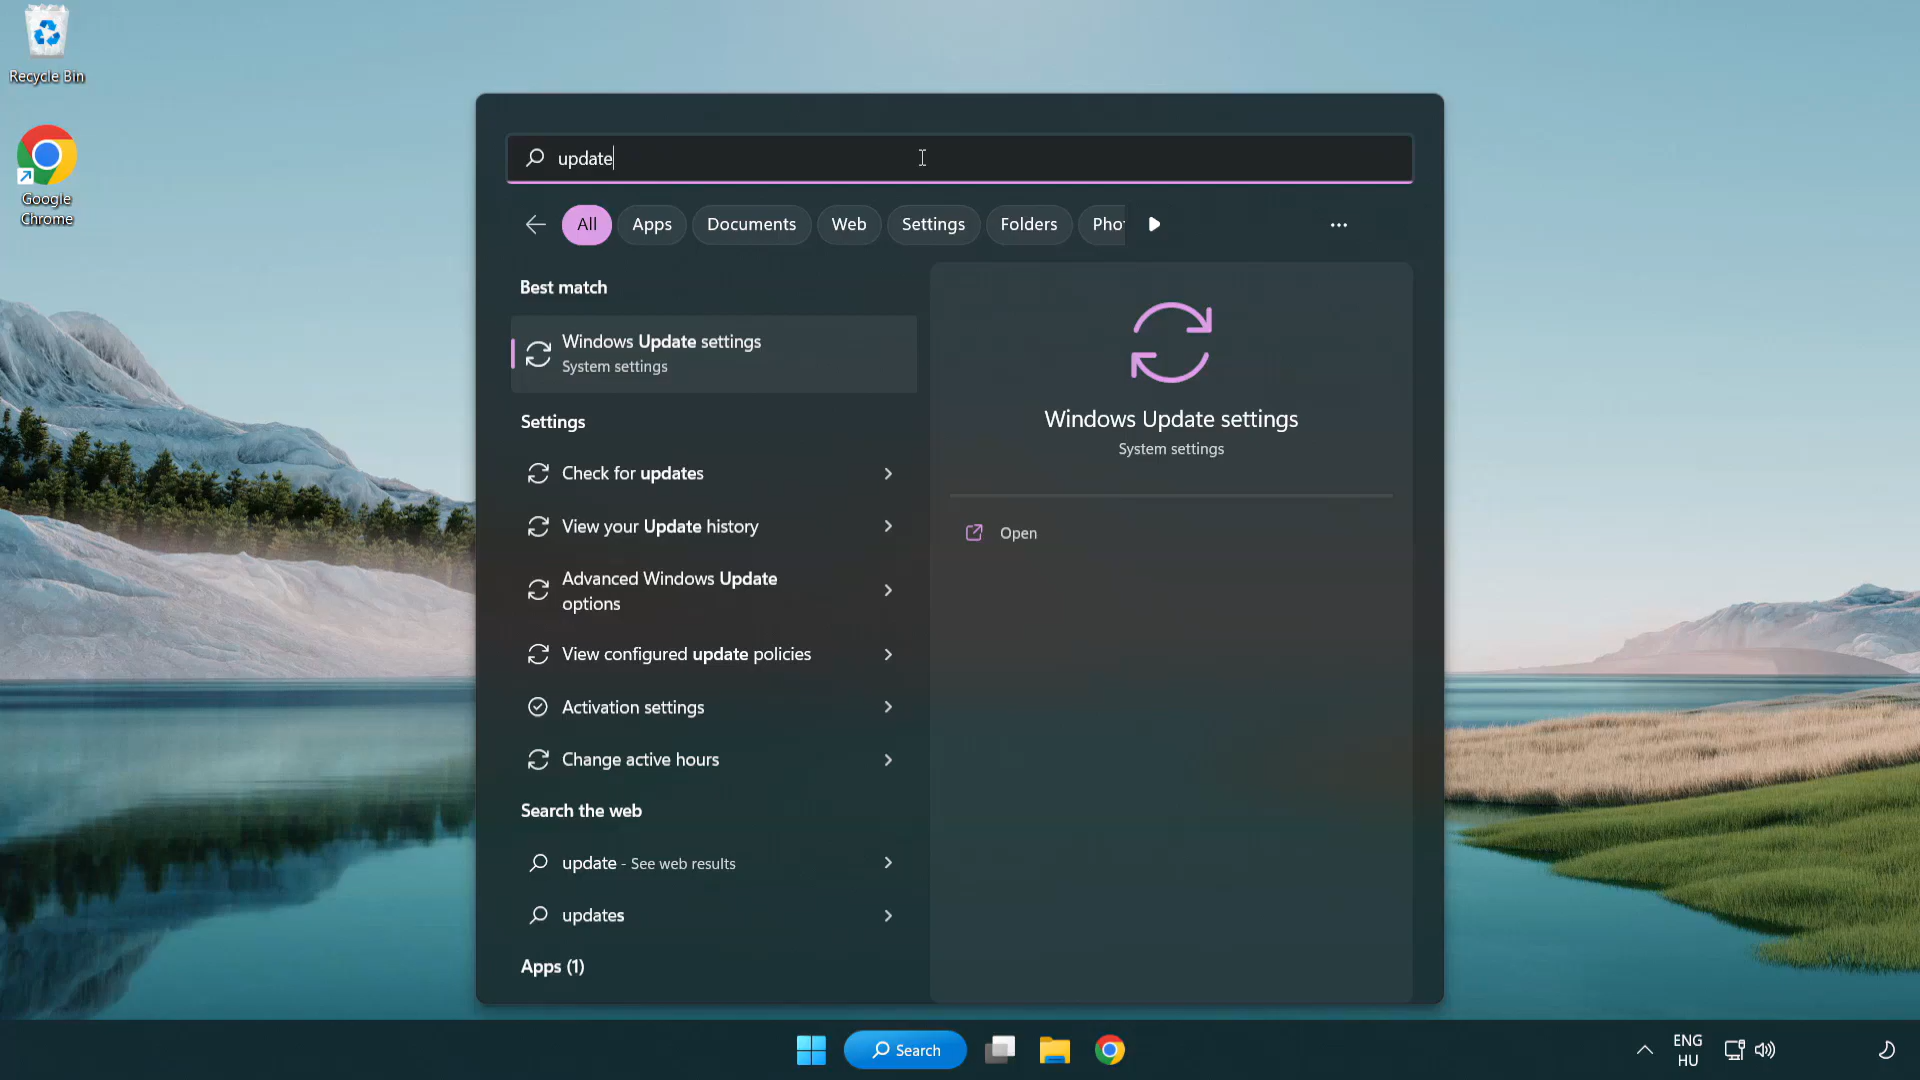 Recycle Bin
Google
Chrome
update
All
Apps
Documents
Web
Settings
Folders
Pho
Best match
Windows Update settings
System settings
Settings
Check for updates
View your Update history
Advanced Windows Update
options
View configured update policies
Activation settings
Change active hours
Search the web
update - See web results
updates
Apps (1)
Windows Update settings
System settings
Open
Search
ENG
HU